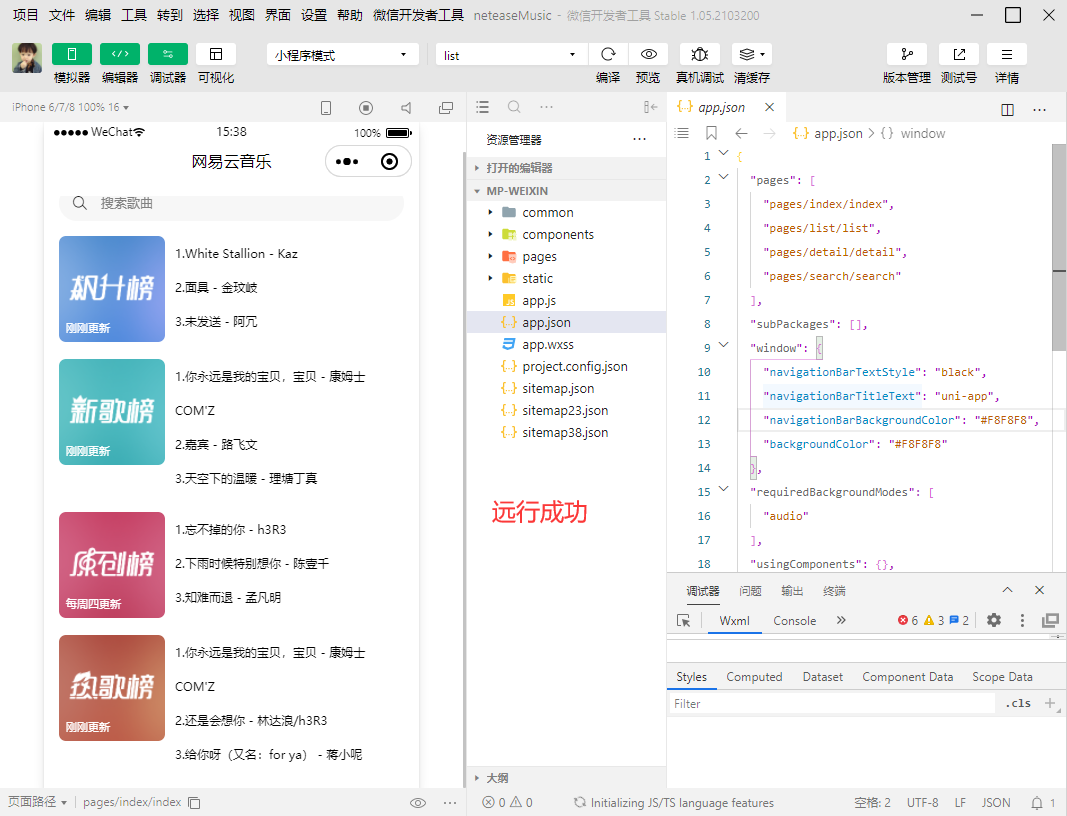 项目 文件 编辑 工具 转到 选择 视图 界面 设置 帮助 微信开发者工具 neteaseMusic - 微信开发者工具 Stable 1.05.2103200
模拟器 编辑器 调试器 可视化
小程序模式
list
编译 预览 真机调试 清缓存
版本管理 测试号 详情
iPhone 6/7/8 100% 16
WeChat 15:38 100%
网易云音乐
搜索歌曲
飙升榜
刚刚更新
1.White Stallion - Kaz
2.面具 - 金玟岐
3.未发送 - 阿冗
新歌榜
刚刚更新
1.你永远是我的宝贝，宝贝 - 康姆士
COM'Z
2.嘉宾 - 路飞文
3.天空下的温暖 - 理塘丁真
原创榜
每周四更新
1.忘不掉的你 - h3R3
2.下雨时候特别想你 - 陈壹千
3.知难而退 - 孟凡明
热歌榜
刚刚更新
1.你永远是我的宝贝，宝贝 - 康姆士
COM'Z
2.还是会想你 - 林达浪/h3R3
3.给你呀（又名：for ya） - 蒋小呢
页面路径 pages/index/index
资源管理器
打开的编辑器
MP-WEIXIN
common
components
pages
static
app.js
app.json
app.wxss
project.config.json
sitemap.json
sitemap23.json
sitemap38.json
远行成功
大纲
app.json
app.json > {} window
1 {
2 "pages": [
3 "pages/index/index",
4 "pages/list/list",
5 "pages/detail/detail",
6 "pages/search/search"
7 ],
8 "subPackages": [],
9 "window": {
10 "navigationBarTextStyle": "black",
11 "navigationBarTitleText": "uni-app",
12 "navigationBarBackgroundColor": "#F8F8F8",
13 "backgroundColor": "#F8F8F8"
14 },
15 "requiredBackgroundModes": [
16 "audio"
17 ],
18 "usingComponents": {},
调试器 问题 输出 终端
Wxml Console 6 3 2
Styles Computed Dataset Component Data Scope Data
Filter .cls
0 0 Initializing JS/TS language features 空格: 2 UTF-8 LF JSON 1